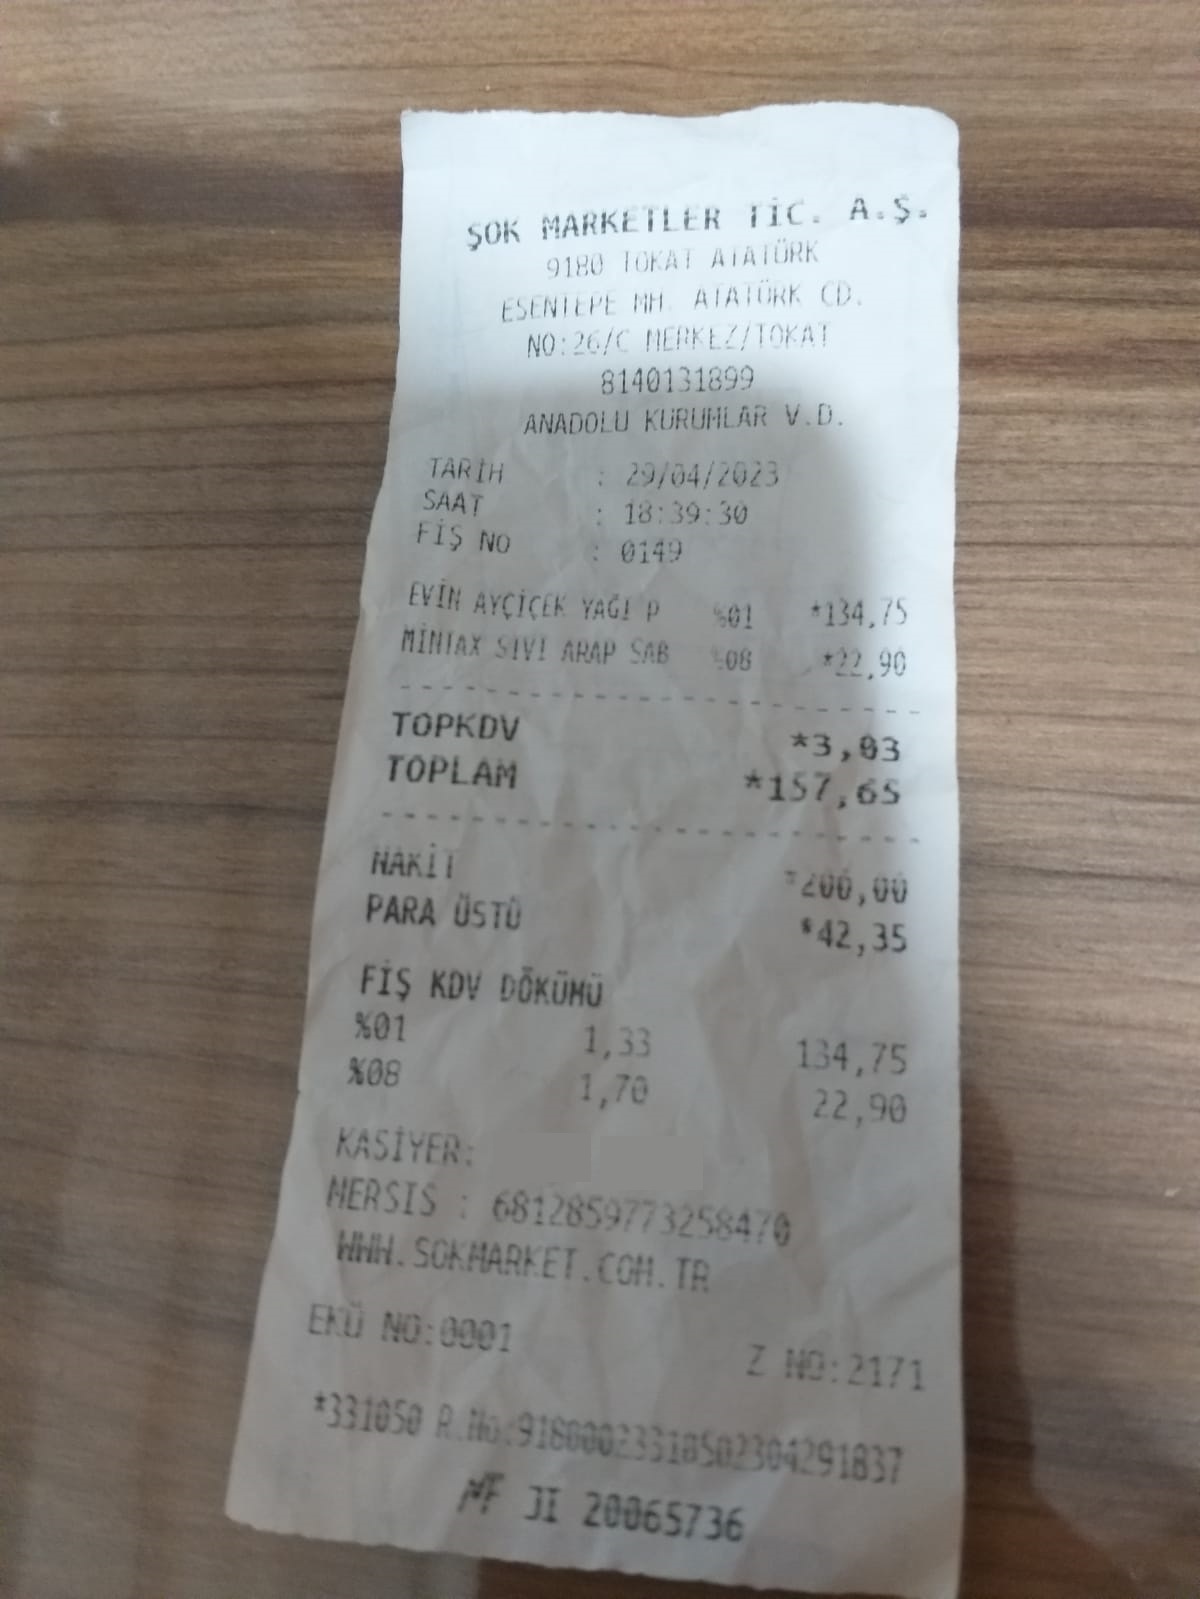 ŞOK MARKETLER TİC. A.Ş.
9180 TOKAT ATATÜRK
ESENTEPE MH. ATATÜRK CD.
NO:26/C MERKEZ/TOKAT
8140131899
ANADOLU KURUMLAR V.D.
TARİH : 29/04/2023
SAAT : 18:39:30
FİŞ NO : 0149
EVİN AYÇİÇEK YAĞI P %01 *134,75
MİNTAX SIVI ARAP SAB %08 *22,90
TOPKDV *3,03
TOPLAM *157,65
NAKİT *200,00
PARA ÜSTÜ *42,35
FİŞ KDV DÖKÜMÜ
%01 1,33 134,75
%08 1,70 22,90
KASİYER:
MERSIS : 6812859773258470
WWW.SOKMARKET.COM.TR
EKÜ NO:0001 Z NO:2171
*331050 R.No:91800023310502304291837
MF JI 20065736